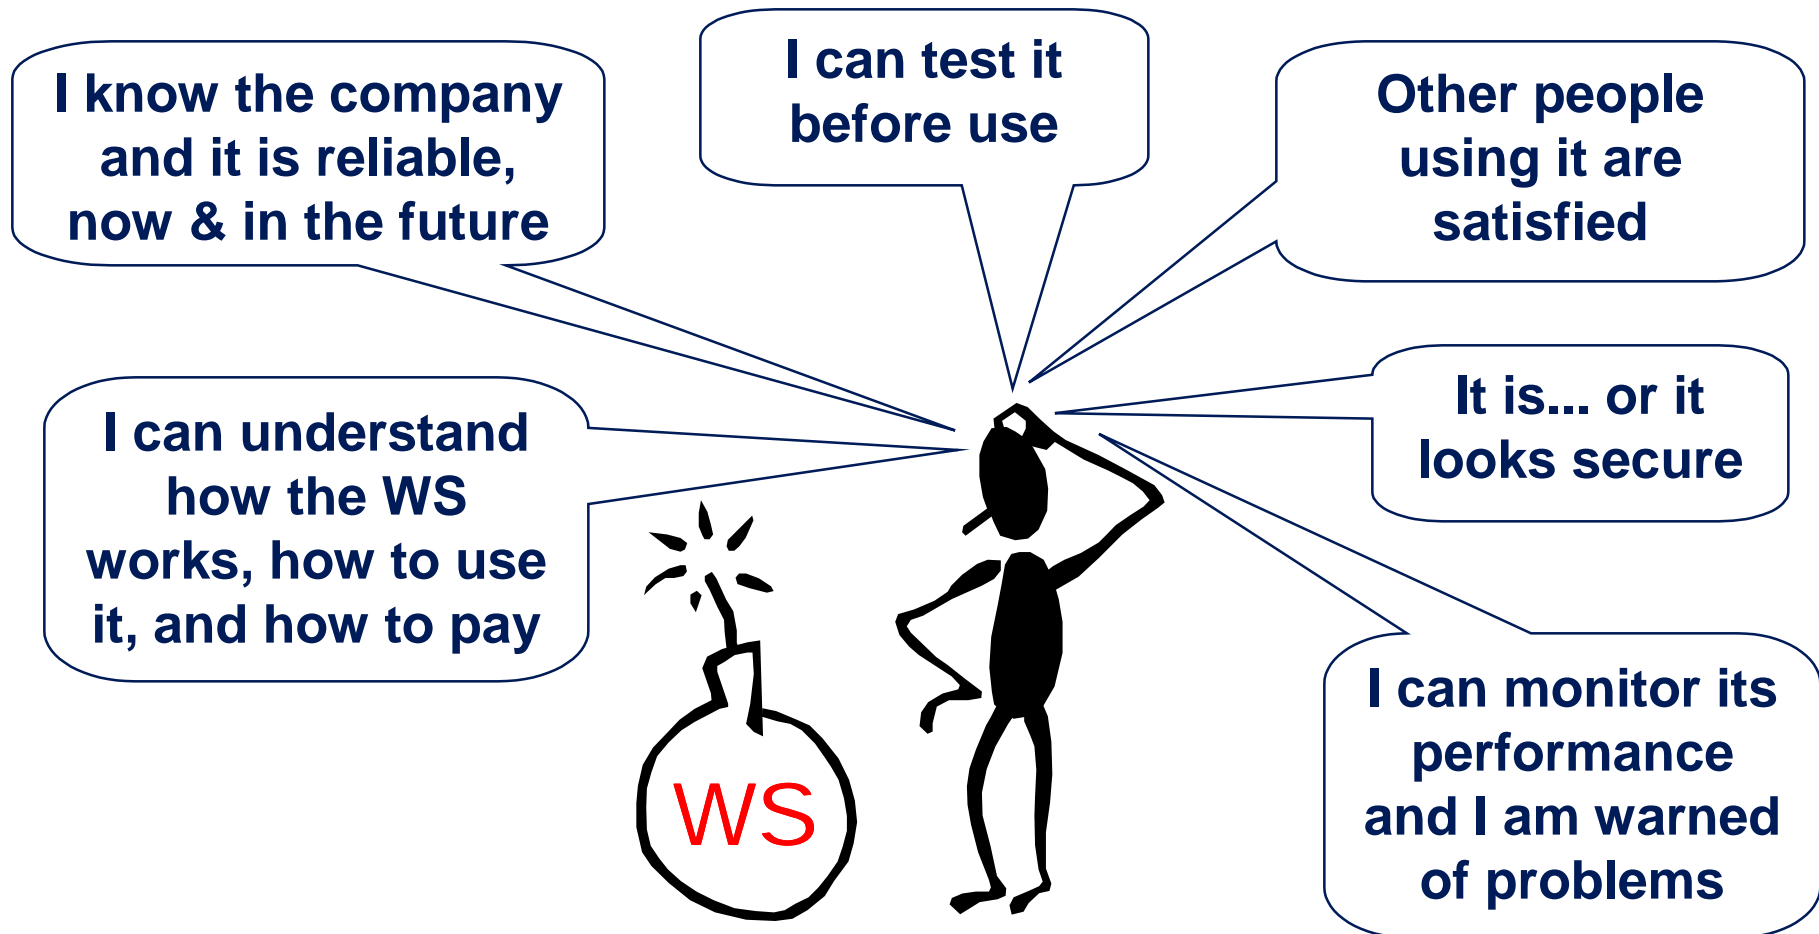 I know the company
and it is reliable,
now & in the future
I can test it
before use
Other people
using it are
satisfied
I can understand
how the WS
works, how to use
it, and how to pay
It is... or it
looks secure
I can monitor its
performance
and I am warned
of problems
WS